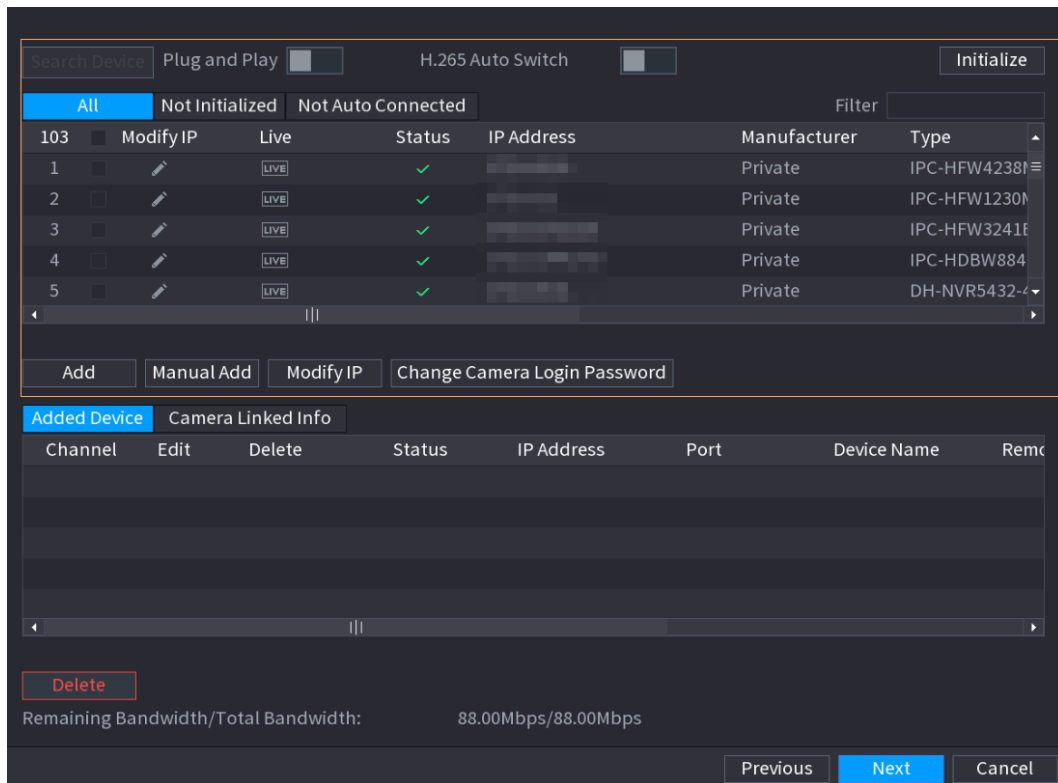 Search Device Plug and Play H.265 Auto Switch Initialize
All Not Initialized Not Auto Connected Filter
103 Modify IP Live Status IP Address Manufacturer Type
1 LIVE Private IPC-HFW4238
2 LIVE Private IPC-HFW1230
3 LIVE Private IPC-HFW3241
4 LIVE Private IPC-HDBW884
5 LIVE Private DH-NVR5432-
Add Manual Add Modify IP Change Camera Login Password
Added Device Camera Linked Info
Channel Edit Delete Status IP Address Port Device Name Remo
Delete
Remaining Bandwidth/Total Bandwidth: 88.00Mbps/88.00Mbps
Previous Next Cancel